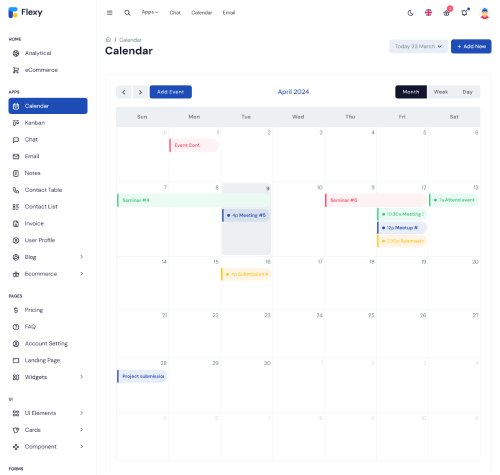 Flexy
Apps
Chat
Calendar
Email
HOME
Analytical
eCommerce
APPS
Calendar
Kanban
Chat
Email
Notes
Contact Table
Contact List
Invoice
User Profile
Blog
Ecommerce
PAGES
Pricing
FAQ
Account Setting
Landing Page
Widgets
UI
UI Elements
Cards
Component
FORMS
/ Calendar
Calendar
Today 23 March
+ Add New
Add Event
April 2024
Month Week Day
Sun Mon Tue Wed Thu Fri Sat
31 1 2 3 4 5 6
Event Conf.
7 8 9 10 11 12 13
Seminar #4
4p Meeting #5
Seminar #6
10:30a Meeting
12p Meetup #
Attend event
14 15 16 17 18 19 20
Submission #
21 22 23 24 25 26 27
28 29 30 1 2 3 4
Project submission
5 6 7 8 9 10 11